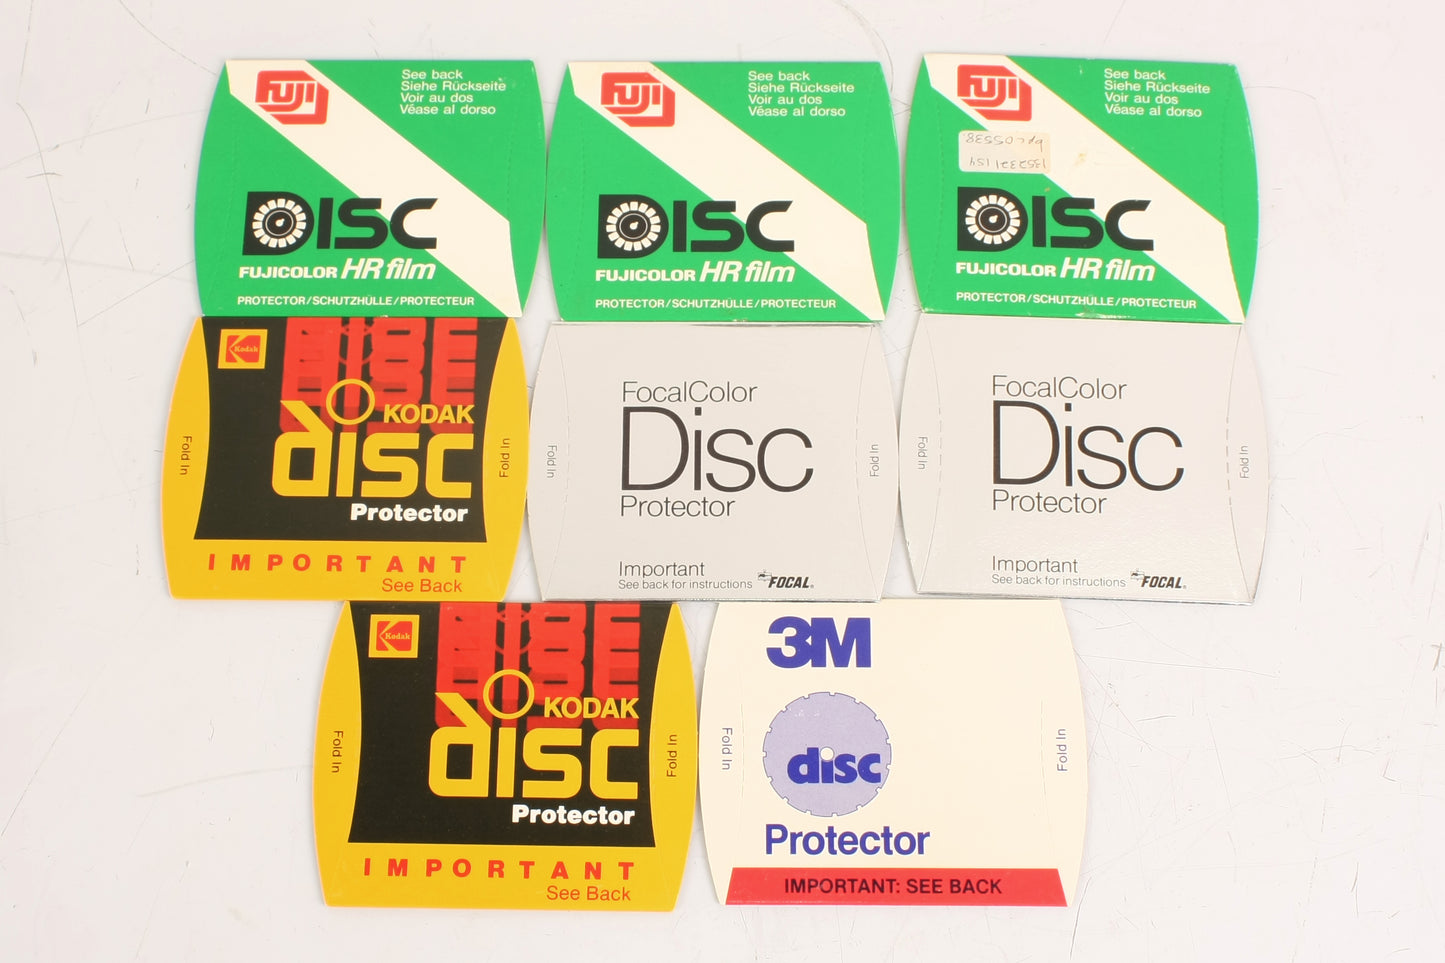 FUJI
See back
Siehe Rückseite
Voir au dos
Véase al dorso
DISC
FUJICOLOR HR film
PROTECTOR/SCHUTZHÜLLE/PROTECTEUR
FUJI
See back
Siehe Rückseite
Voir au dos
Véase al dorso
DISC
FUJICOLOR HR film
PROTECTOR/SCHUTZHÜLLE/PROTECTEUR
FUJI
See back
Siehe Rückseite
Voir au dos
Véase al dorso
DISC
FUJICOLOR HR film
PROTECTOR/SCHUTZHÜLLE/PROTECTEUR
Kodak
KODAK
disc
Protector
Fold In
Fold In
IMPORTANT
See Back
FocalColor
Disc
Protector
Fold In
Fold In
Important
See back for instructions FOCAL
FocalColor
Disc
Protector
Fold In
Fold In
Important
See back for instructions FOCAL
Kodak
KODAK
disc
Protector
Fold In
Fold In
IMPORTANT
See Back
3M
disc
Fold In
Fold In
Protector
IMPORTANT: SEE BACK